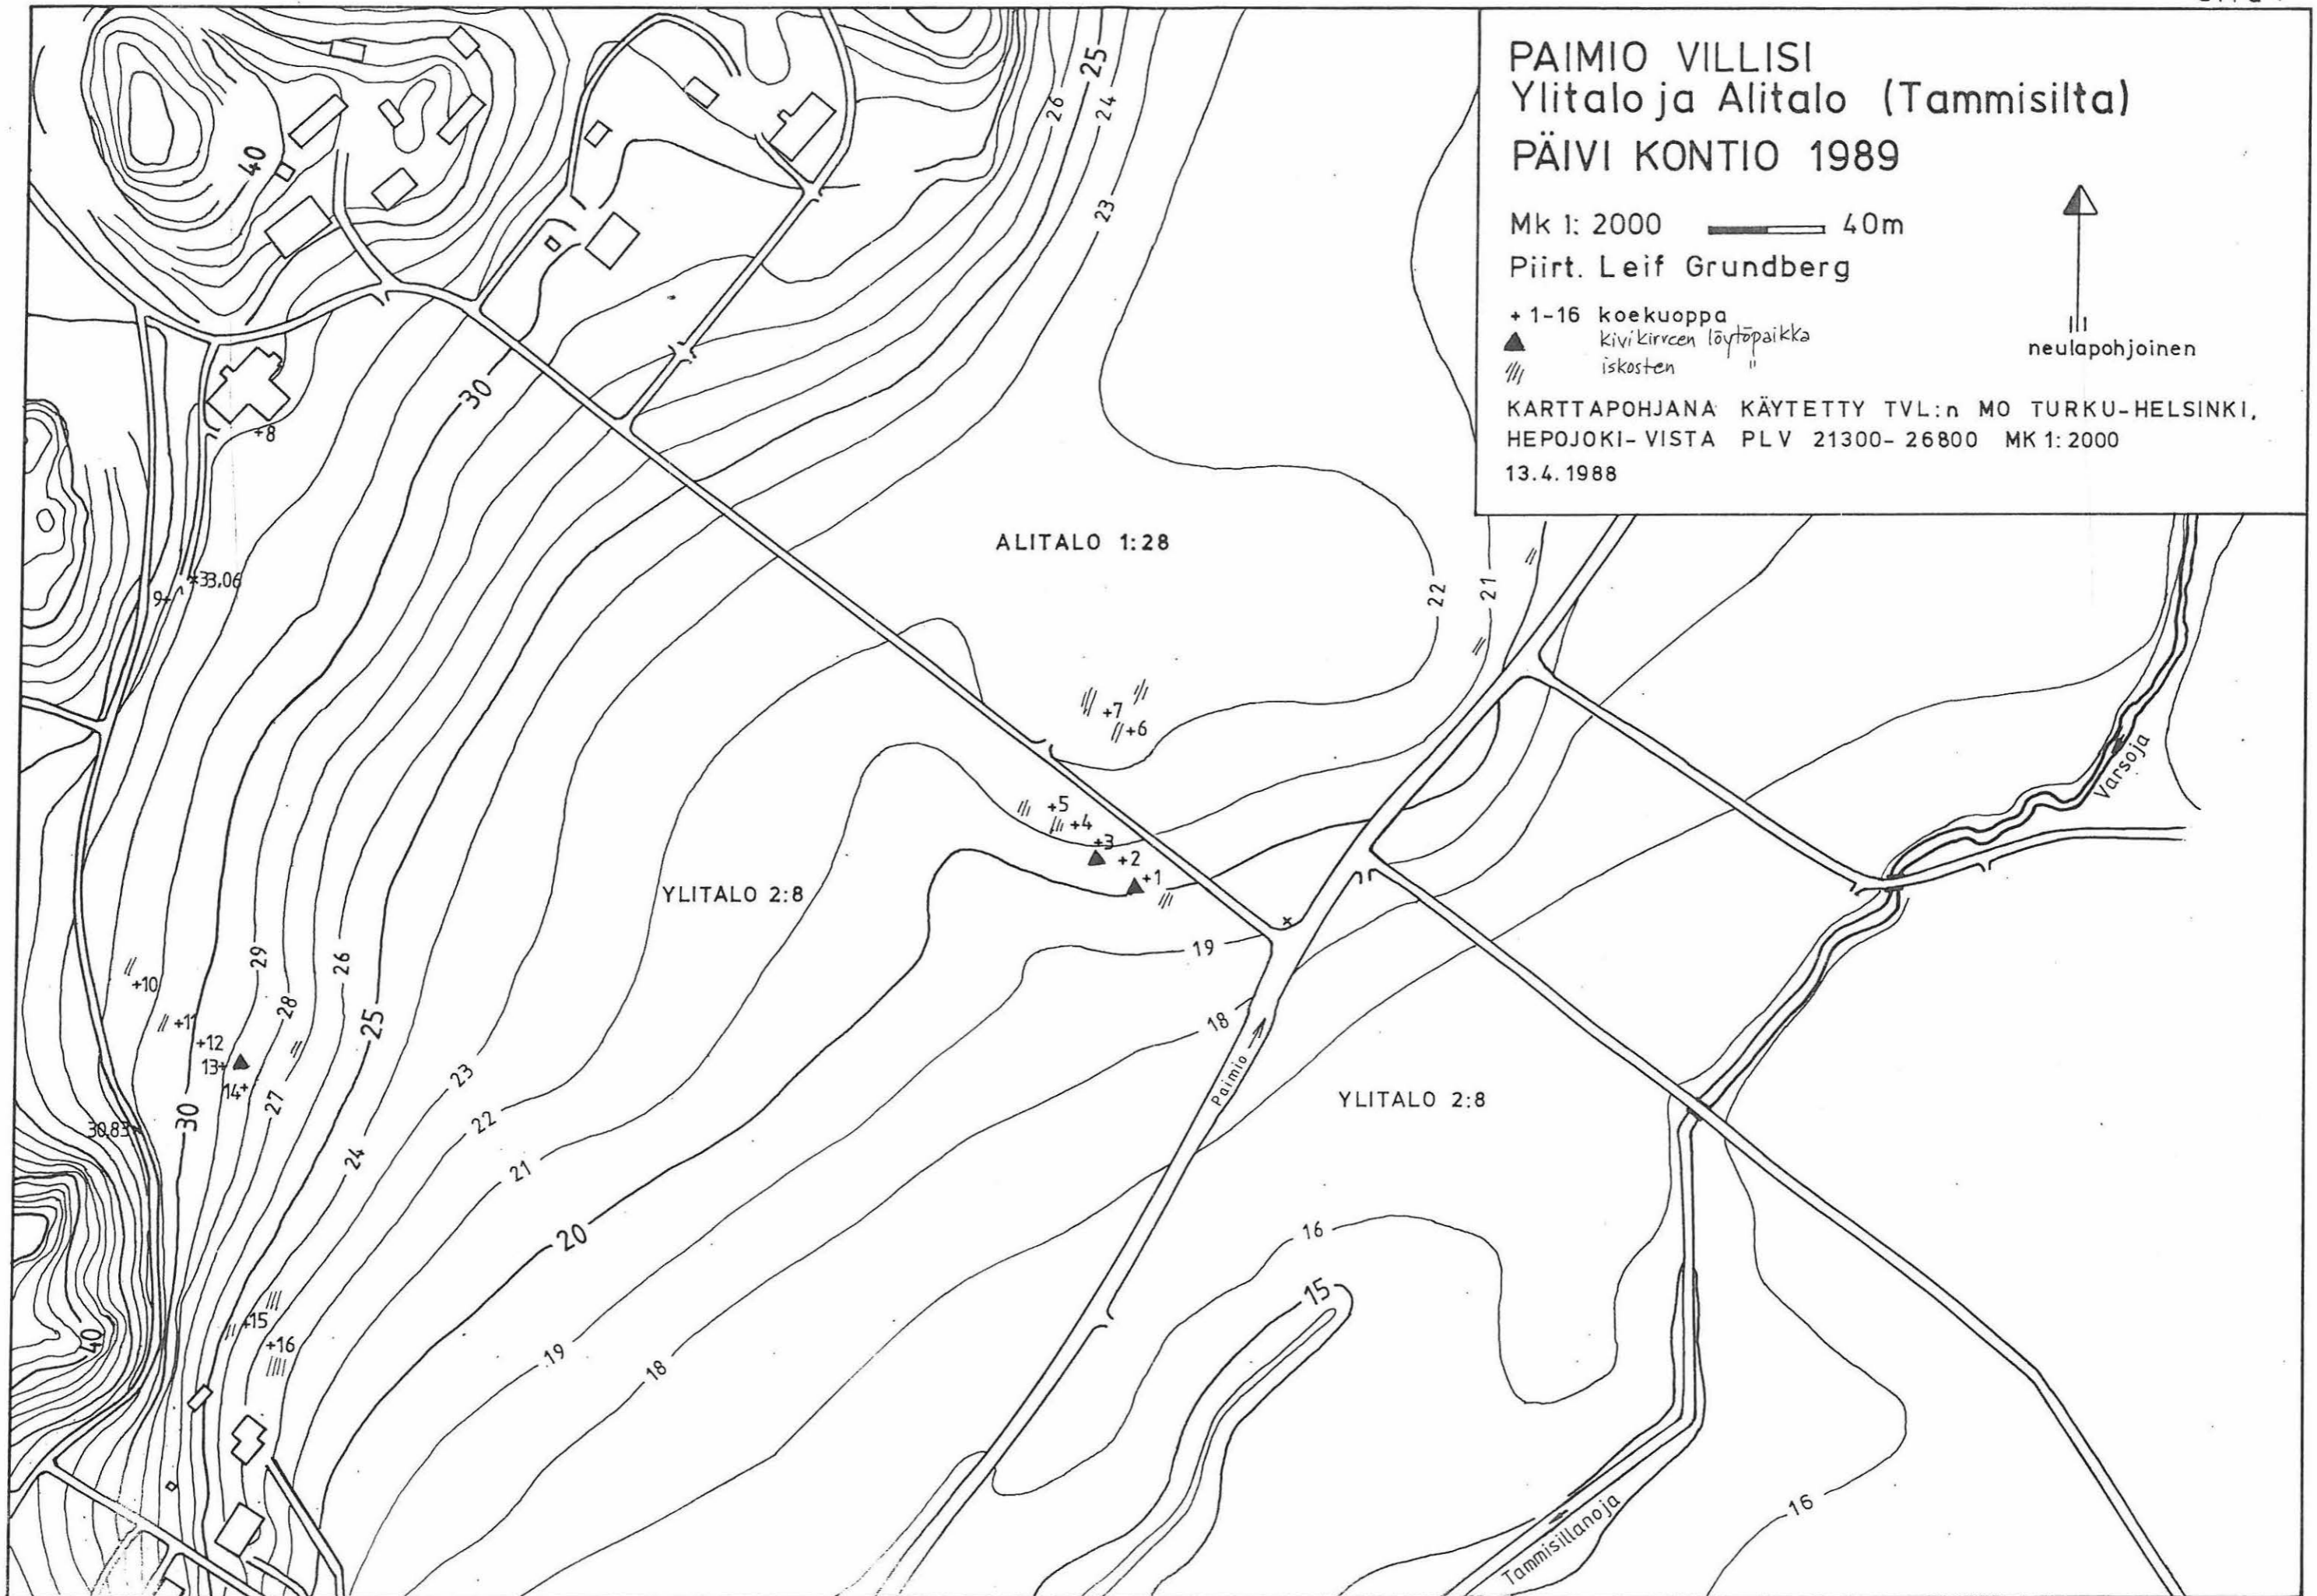 PAIMIO VILLISI
Ylitalo ja Alitalo (Tammisilta)
PÄIVI KONTIO 1989
Mk 1: 2000 40m
Piirt. Leif Grundberg
+ 1-16 koekuoppa
kivikirveen löytöpaikka
iskosten "
neulapohjoinen
KARTTAPOHJANA KÄYTETTY TVL:n MO TURKU-HELSINKI,
HEPOJOKI-VISTA PLV 21300-26800 MK 1:2000
13.4.1988
40
25
26
24
23
30
+8
ALITALO 1:28
33,06
9+
22
21
+7
+6
Varsoja
+5
+4
+3
+2
+1
YLITALO 2:8
19
29
26
+10
28
25
18
+11
+12
13+
14+
27
23
Paimio
YLITALO 2:8
30
22
30.83
24
21
20
16
15
+15
+16
40
19
18
16
Tammisillanoja